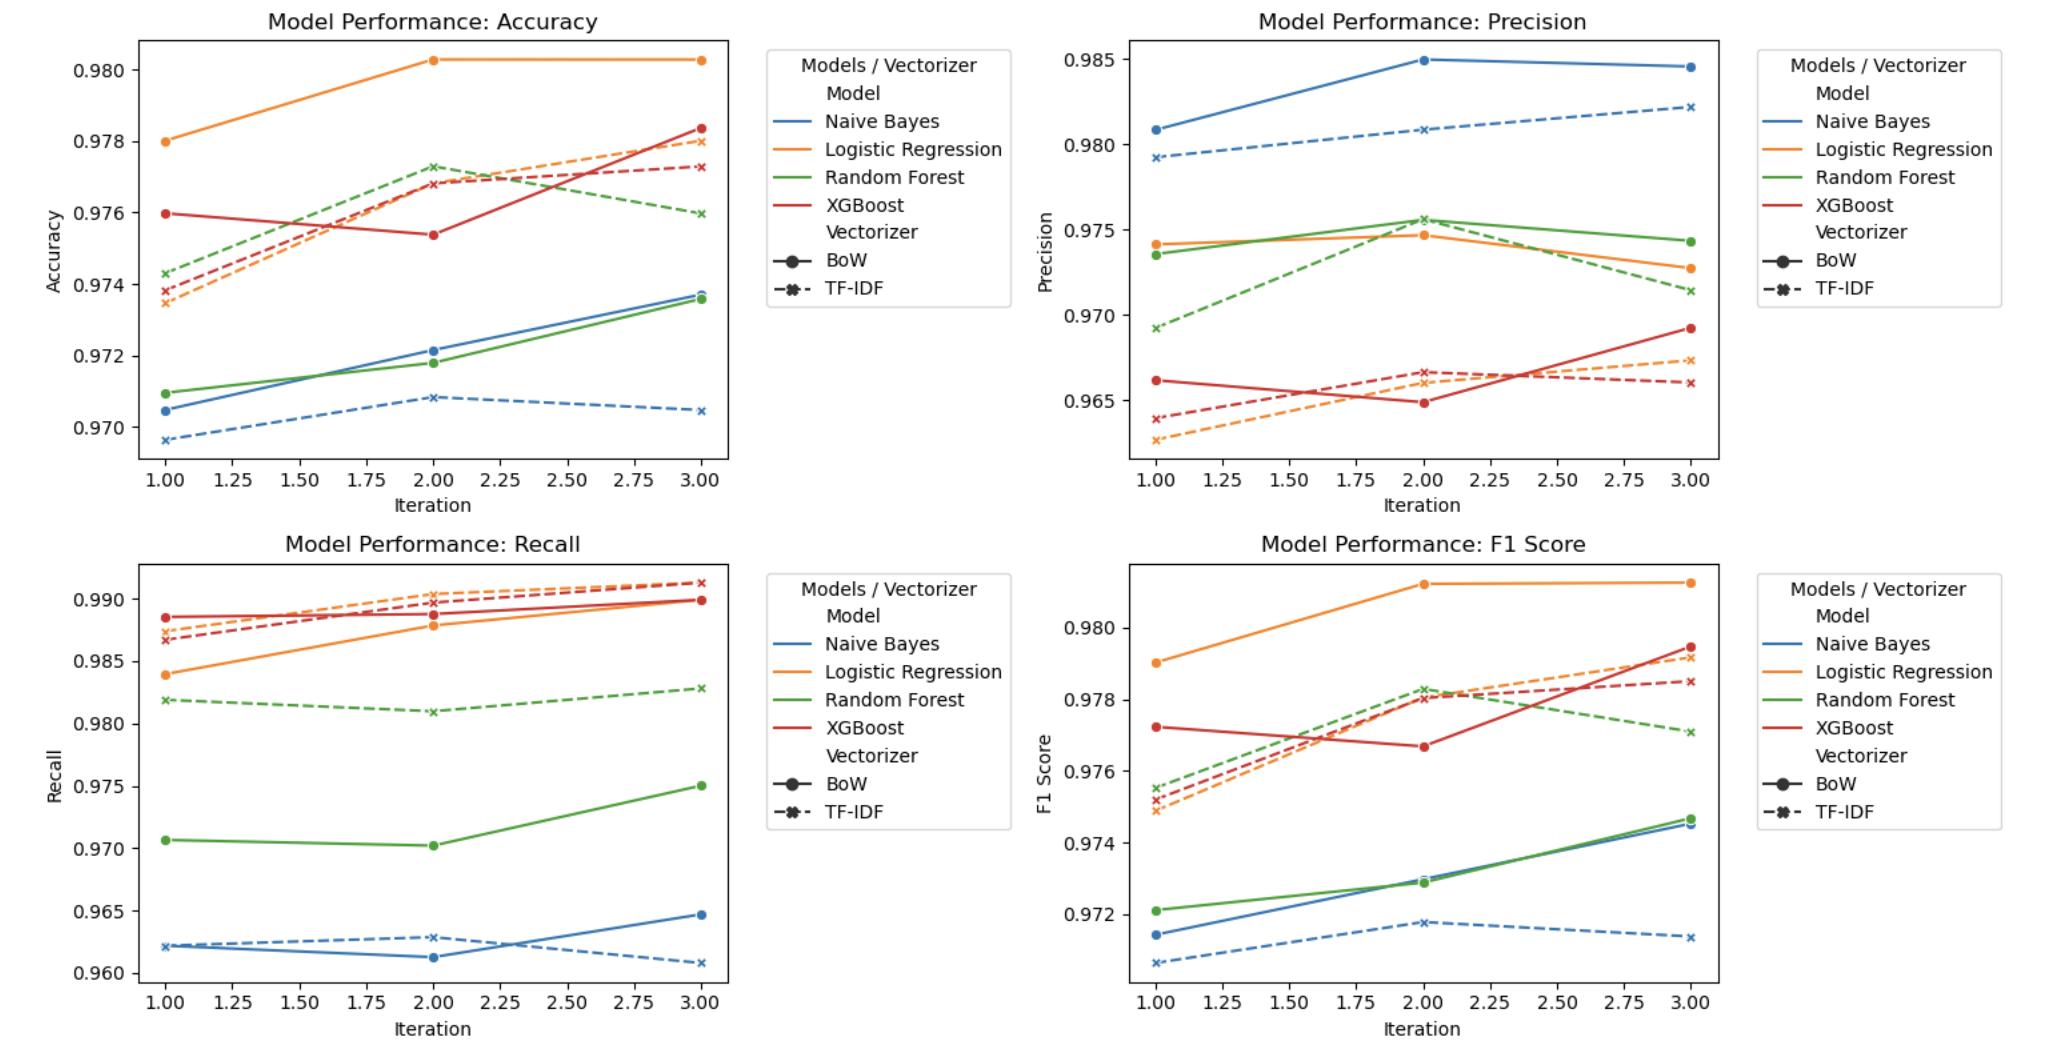 Model Performance: Accuracy
Accuracy
0.980
0.978
0.976
0.974
0.972
0.970
1.00 1.25 1.50 1.75 2.00 2.25 2.50 2.75 3.00
Iteration
Models / Vectorizer
Model
Naive Bayes
Logistic Regression
Random Forest
XGBoost
Vectorizer
BoW
TF-IDF
Model Performance: Precision
Precision
0.985
0.980
0.975
0.970
0.965
1.00 1.25 1.50 1.75 2.00 2.25 2.50 2.75 3.00
Iteration
Models / Vectorizer
Model
Naive Bayes
Logistic Regression
Random Forest
XGBoost
Vectorizer
BoW
TF-IDF
Model Performance: Recall
Recall
0.990
0.985
0.980
0.975
0.970
0.965
0.960
1.00 1.25 1.50 1.75 2.00 2.25 2.50 2.75 3.00
Iteration
Models / Vectorizer
Model
Naive Bayes
Logistic Regression
Random Forest
XGBoost
Vectorizer
BoW
TF-IDF
Model Performance: F1 Score
F1 Score
0.980
0.978
0.976
0.974
0.972
1.00 1.25 1.50 1.75 2.00 2.25 2.50 2.75 3.00
Iteration
Models / Vectorizer
Model
Naive Bayes
Logistic Regression
Random Forest
XGBoost
Vectorizer
BoW
TF-IDF